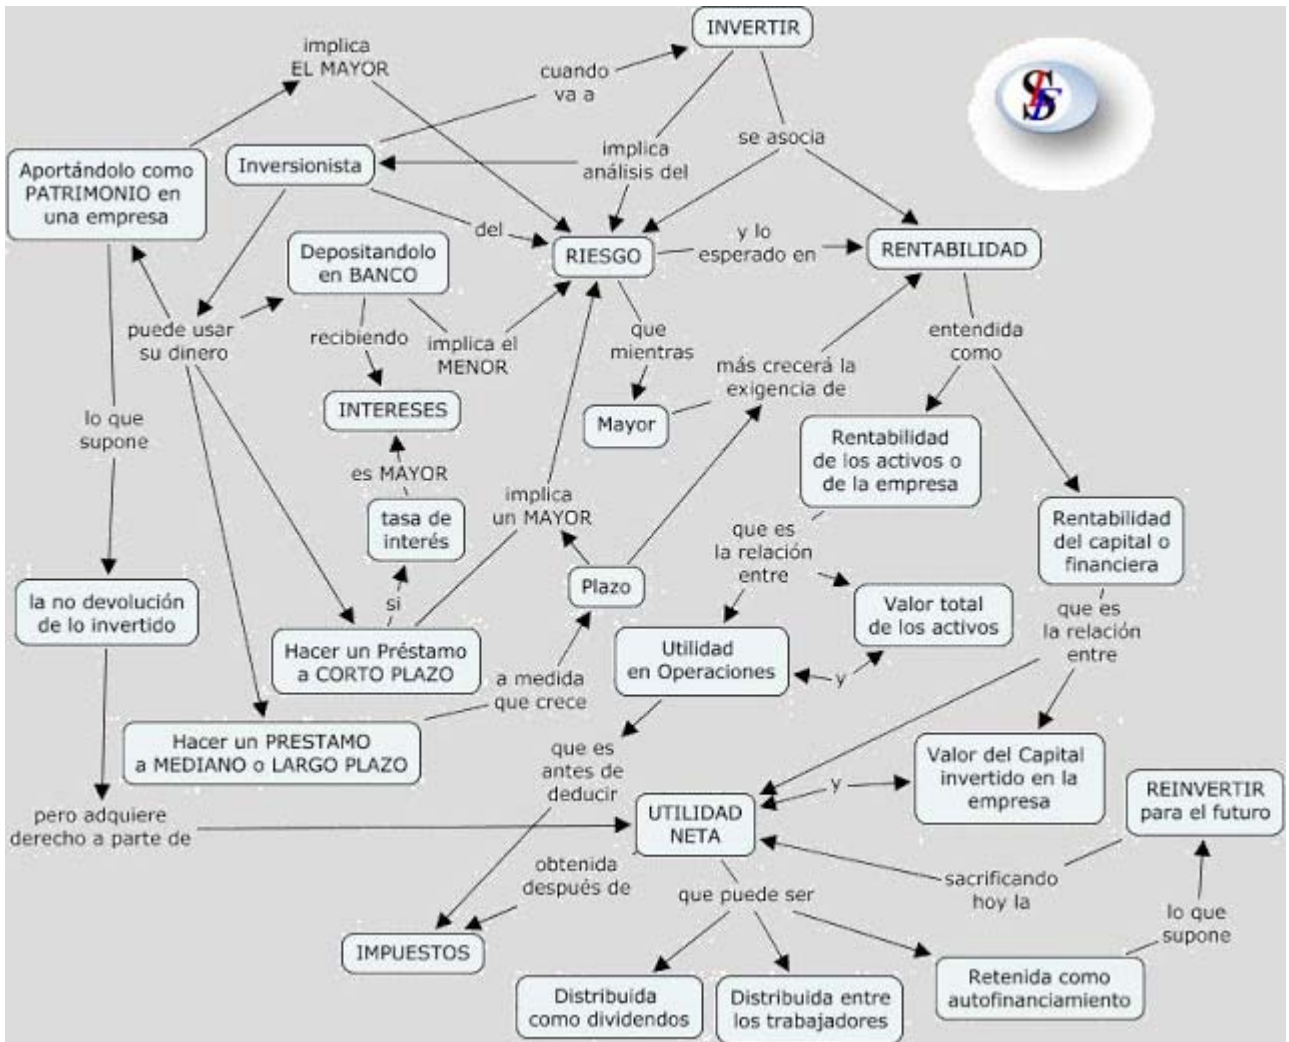 INVERTIR
implica
EL MAYOR
cuando
va a
se asocia
Aportándolo como
PATRIMONIO en
una empresa
Inversionista
implica
análisis del
del
Depositandolo
en BANCO
RIESGO
y lo
esperado en
RENTABILIDAD
puede usar
su dinero
recibiendo
implica el
MENOR
que
mientras
entendida
como
más crecerá la
exigencia de
INTERESES
Mayor
lo que
supone
Rentabilidad
de los activos o
de la empresa
es MAYOR
implica
un MAYOR
tasa de
interés
que es
la relación
entre
Rentabilidad
del capital o
financiera
la no devolución
de lo invertido
si
Plazo
Valor total
de los activos
que es
la relación
entre
Hacer un Préstamo
a CORTO PLAZO
Utilidad
en Operaciones
y
a medida
que crece
Hacer un PRESTAMO
a MEDIANO o LARGO PLAZO
que es
antes de
deducir
Valor del Capital
invertido en la
empresa
y
REINVERTIR
para el futuro
pero adquiere
derecho a parte de
UTILIDAD
NETA
obtenida
después de
que puede ser
sacrificando
hoy la
lo que
supone
IMPUESTOS
Distribuida
como dividendos
Distribuida entre
los trabajadores
Retenida como
autofinanciamiento